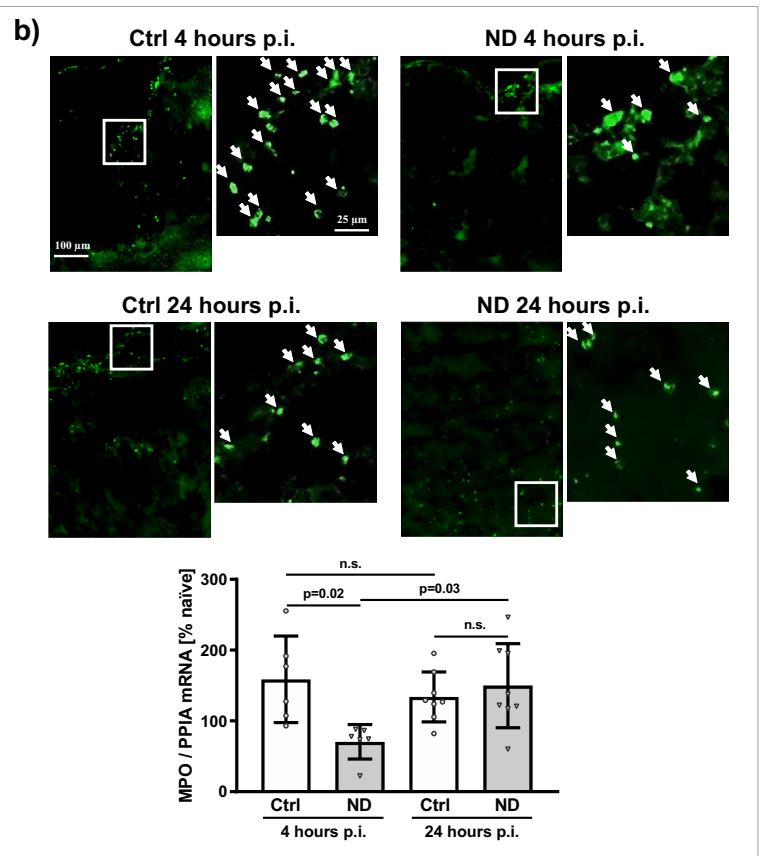 b)
Ctrl 4 hours p.i.
ND 4 hours p.i.
100 µm
25 µm
Ctrl 24 hours p.i.
ND 24 hours p.i.
MPO / PPIA mRNA [% naïve]
300
200
100
0
n.s.
p=0.02
p=0.03
n.s.
Ctrl
ND
Ctrl
ND
4 hours p.i.
24 hours p.i.